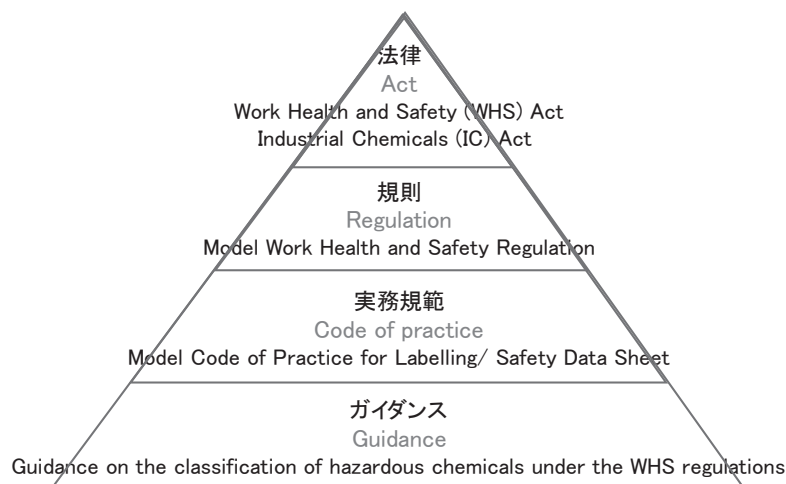 法律
Act
Work Health and Safety (WHS) Act
Industrial Chemicals (IC) Act
規則
Regulation
Model Work Health and Safety Regulation
実務規範
Code of practice
Model Code of Practice for Labelling/ Safety Data Sheet
ガイダンス
Guidance
Guidance on the classification of hazardous chemicals under the WHS regulations